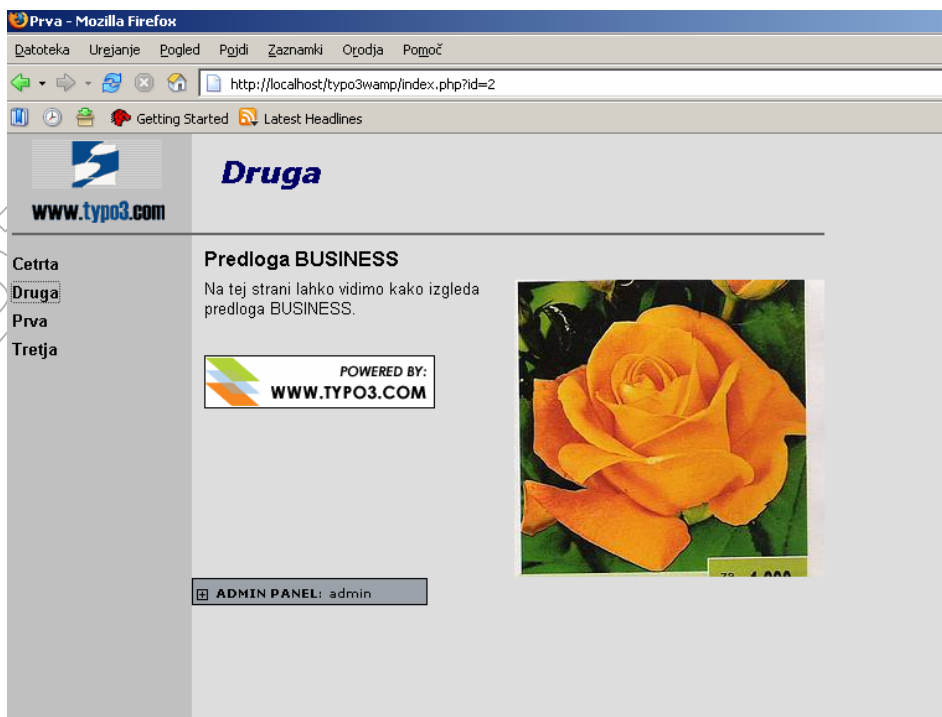 Prva - Mozilla Firefox
Datoteka Urejanje Pogled Pojdi Zaznamki Orodja Pomoč
http://localhost/typo3wamp/index.php?id=2
Getting Started Latest Headlines
www.typo3.com
Druga
Cetrta
Druga
Prva
Tretja
Predloga BUSINESS
Na tej strani lahko vidimo kako izgleda
predloga BUSINESS.
POWERED BY:
WWW.TYPO3.COM
ADMIN PANEL: admin